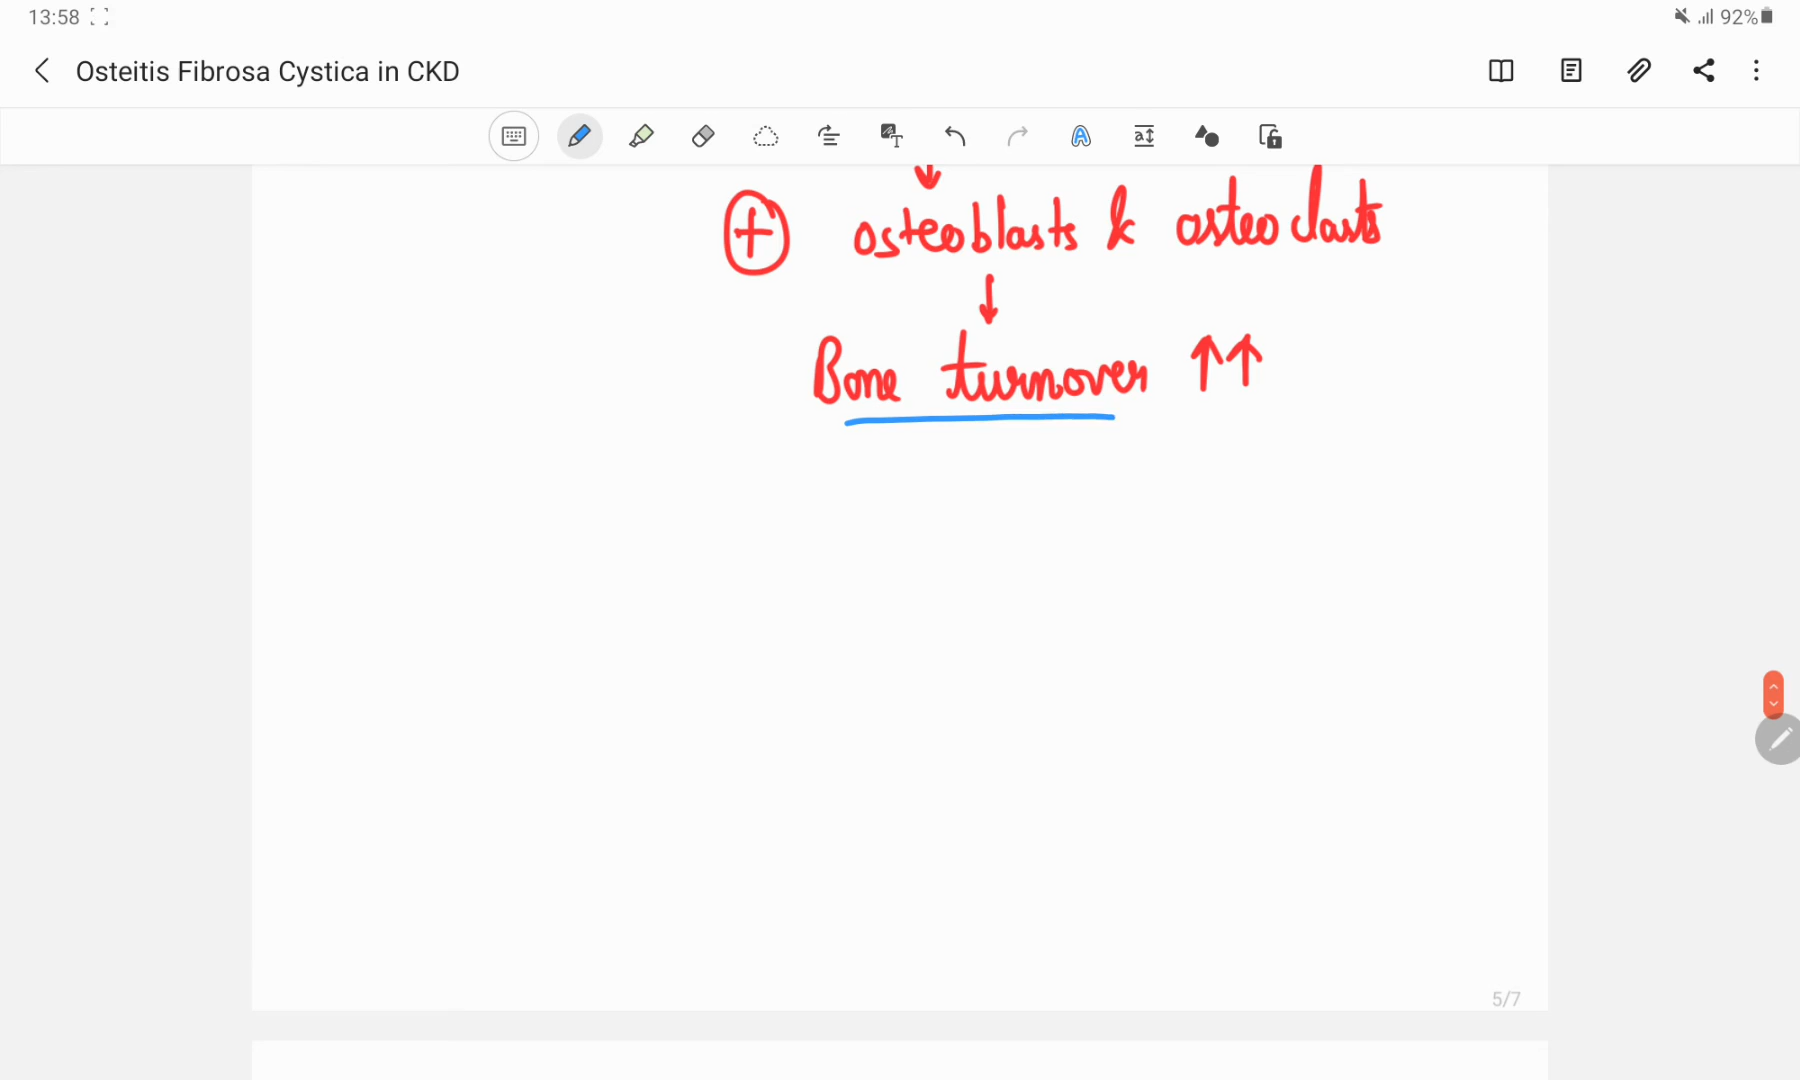 13:58 92%
Osteitis Fibrosa Cystica in CKD
↓
⊕ osteoblasts & osteoclasts
↓
Bone turnover ↑↑
5/7